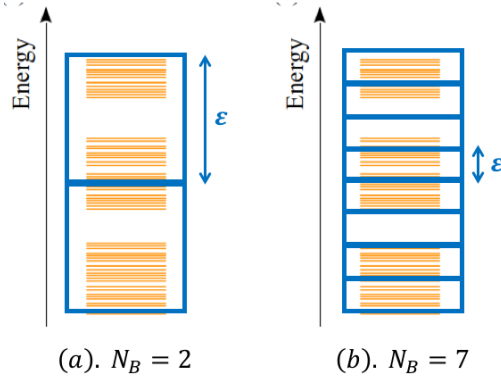 Energy
ε
(a). N_B = 2
Energy
ε
(b). N_B = 7